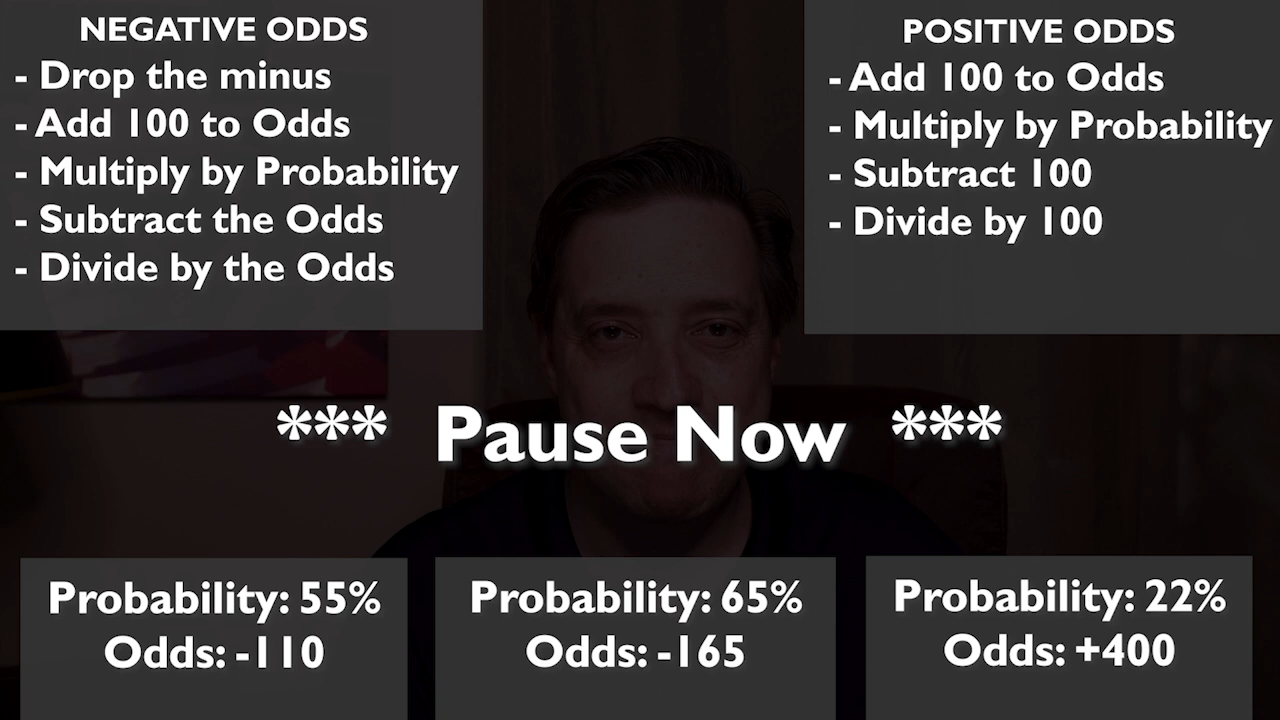 NEGATIVE ODDS
- Drop the minus
- Add 100 to Odds
- Multiply by Probability
- Subtract the Odds
- Divide by the Odds
POSITIVE ODDS
- Add 100 to Odds
- Multiply by Probability
- Subtract 100
- Divide by 100
*** Pause Now ***
Probability: 55%
Odds: -110
Probability: 65%
Odds: -165
Probability: 22%
Odds: +400